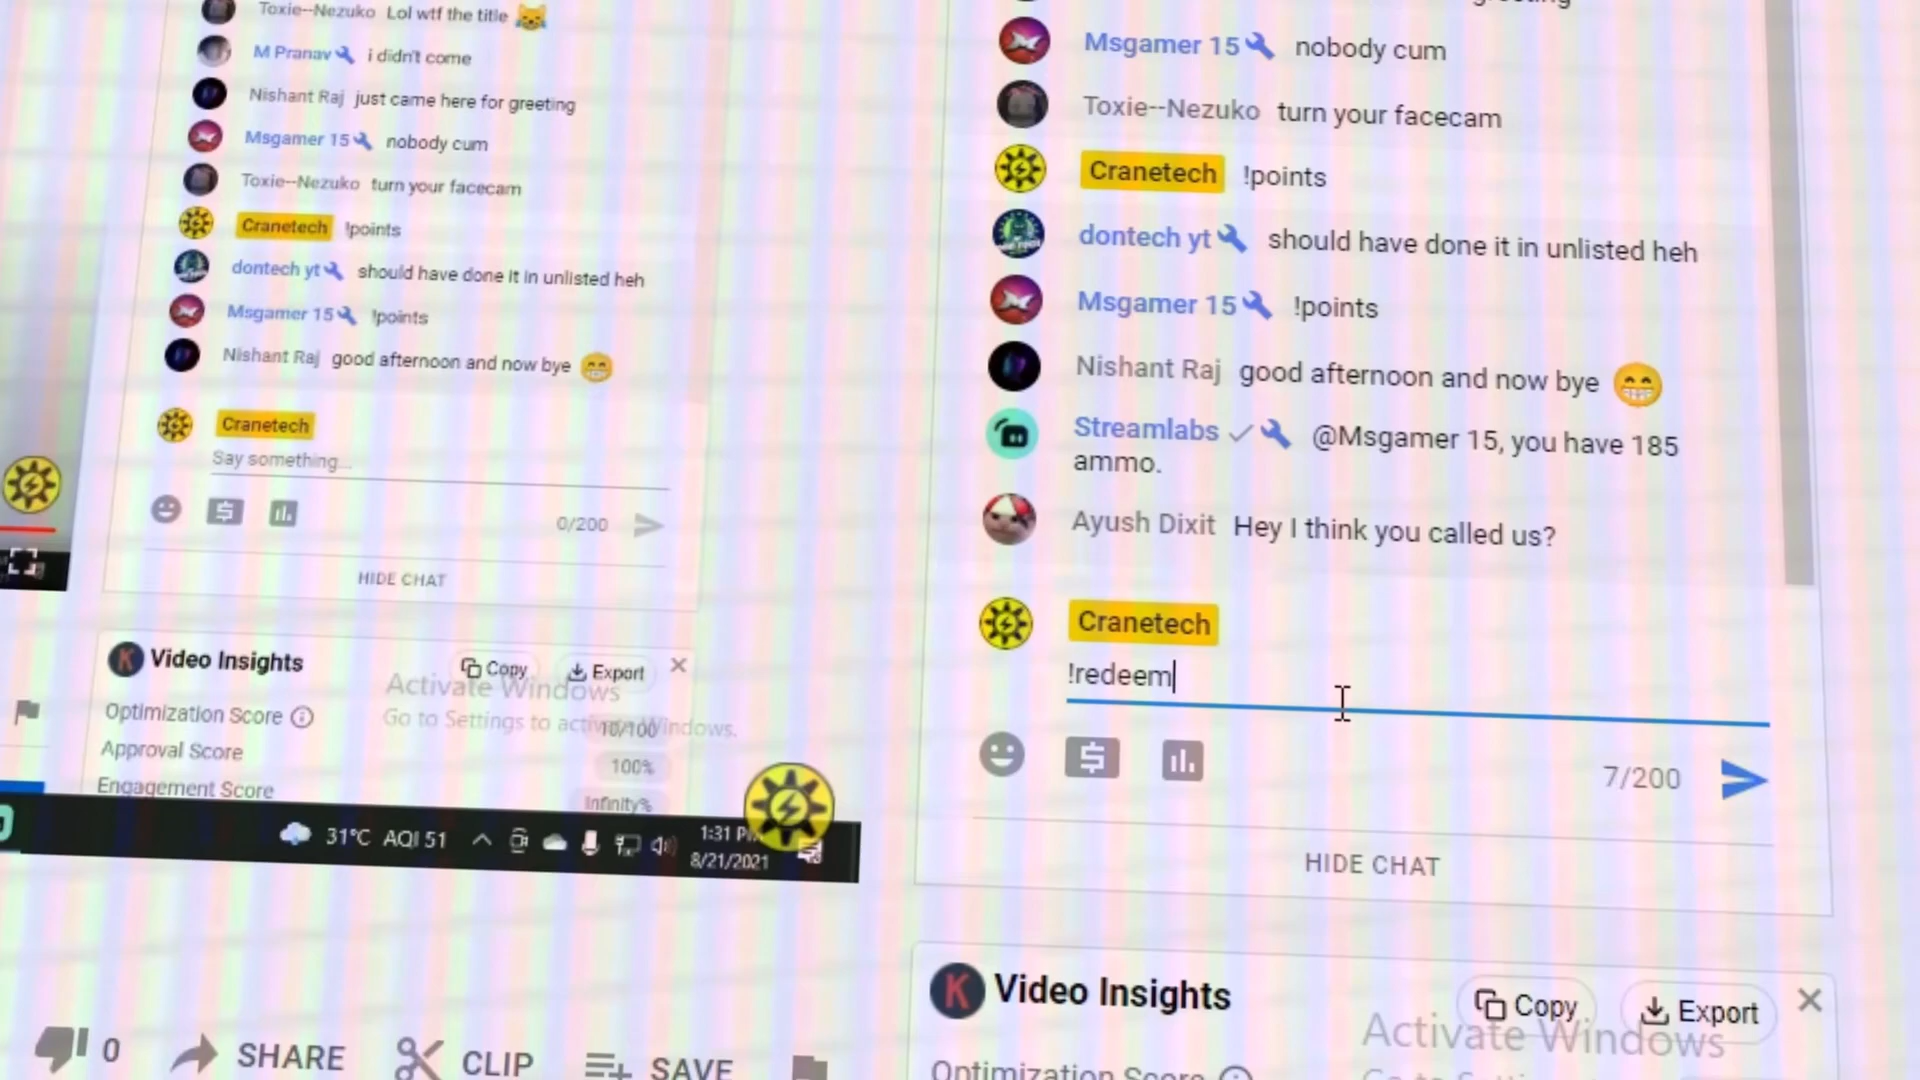 Toxie--Nezuko Lol wtf the title
M Pranav i didn't come
Nishant Raj just came here for greeting
Msgamer 15 nobody cum
Toxie--Nezuko turn your facecam
Cranetech !points
dontech yt should have done it in unlisted heh
Msgamer 15 !points
Nishant Raj good afternoon and now bye
Cranetech
Say something...
0/200
HIDE CHAT
K Video Insights
Copy
Export
Activate Windows
Go to Settings to activate Windows.
Optimization Score
10/100
Approval Score
100%
Engagement Score
Infinity%
31°C AQI 51
1:31 PM
8/21/2021
0
SHARE
CLIP
SAVE
greeting
Msgamer 15 nobody cum
Toxie--Nezuko turn your facecam
Cranetech !points
dontech yt should have done it in unlisted heh
Msgamer 15 !points
Nishant Raj good afternoon and now bye
Streamlabs @Msgamer 15, you have 185
ammo.
Ayush Dixit Hey I think you called us?
Cranetech
!redeem
7/200
HIDE CHAT
K Video Insights
Copy
Export
Activate Windows
Optimization Score